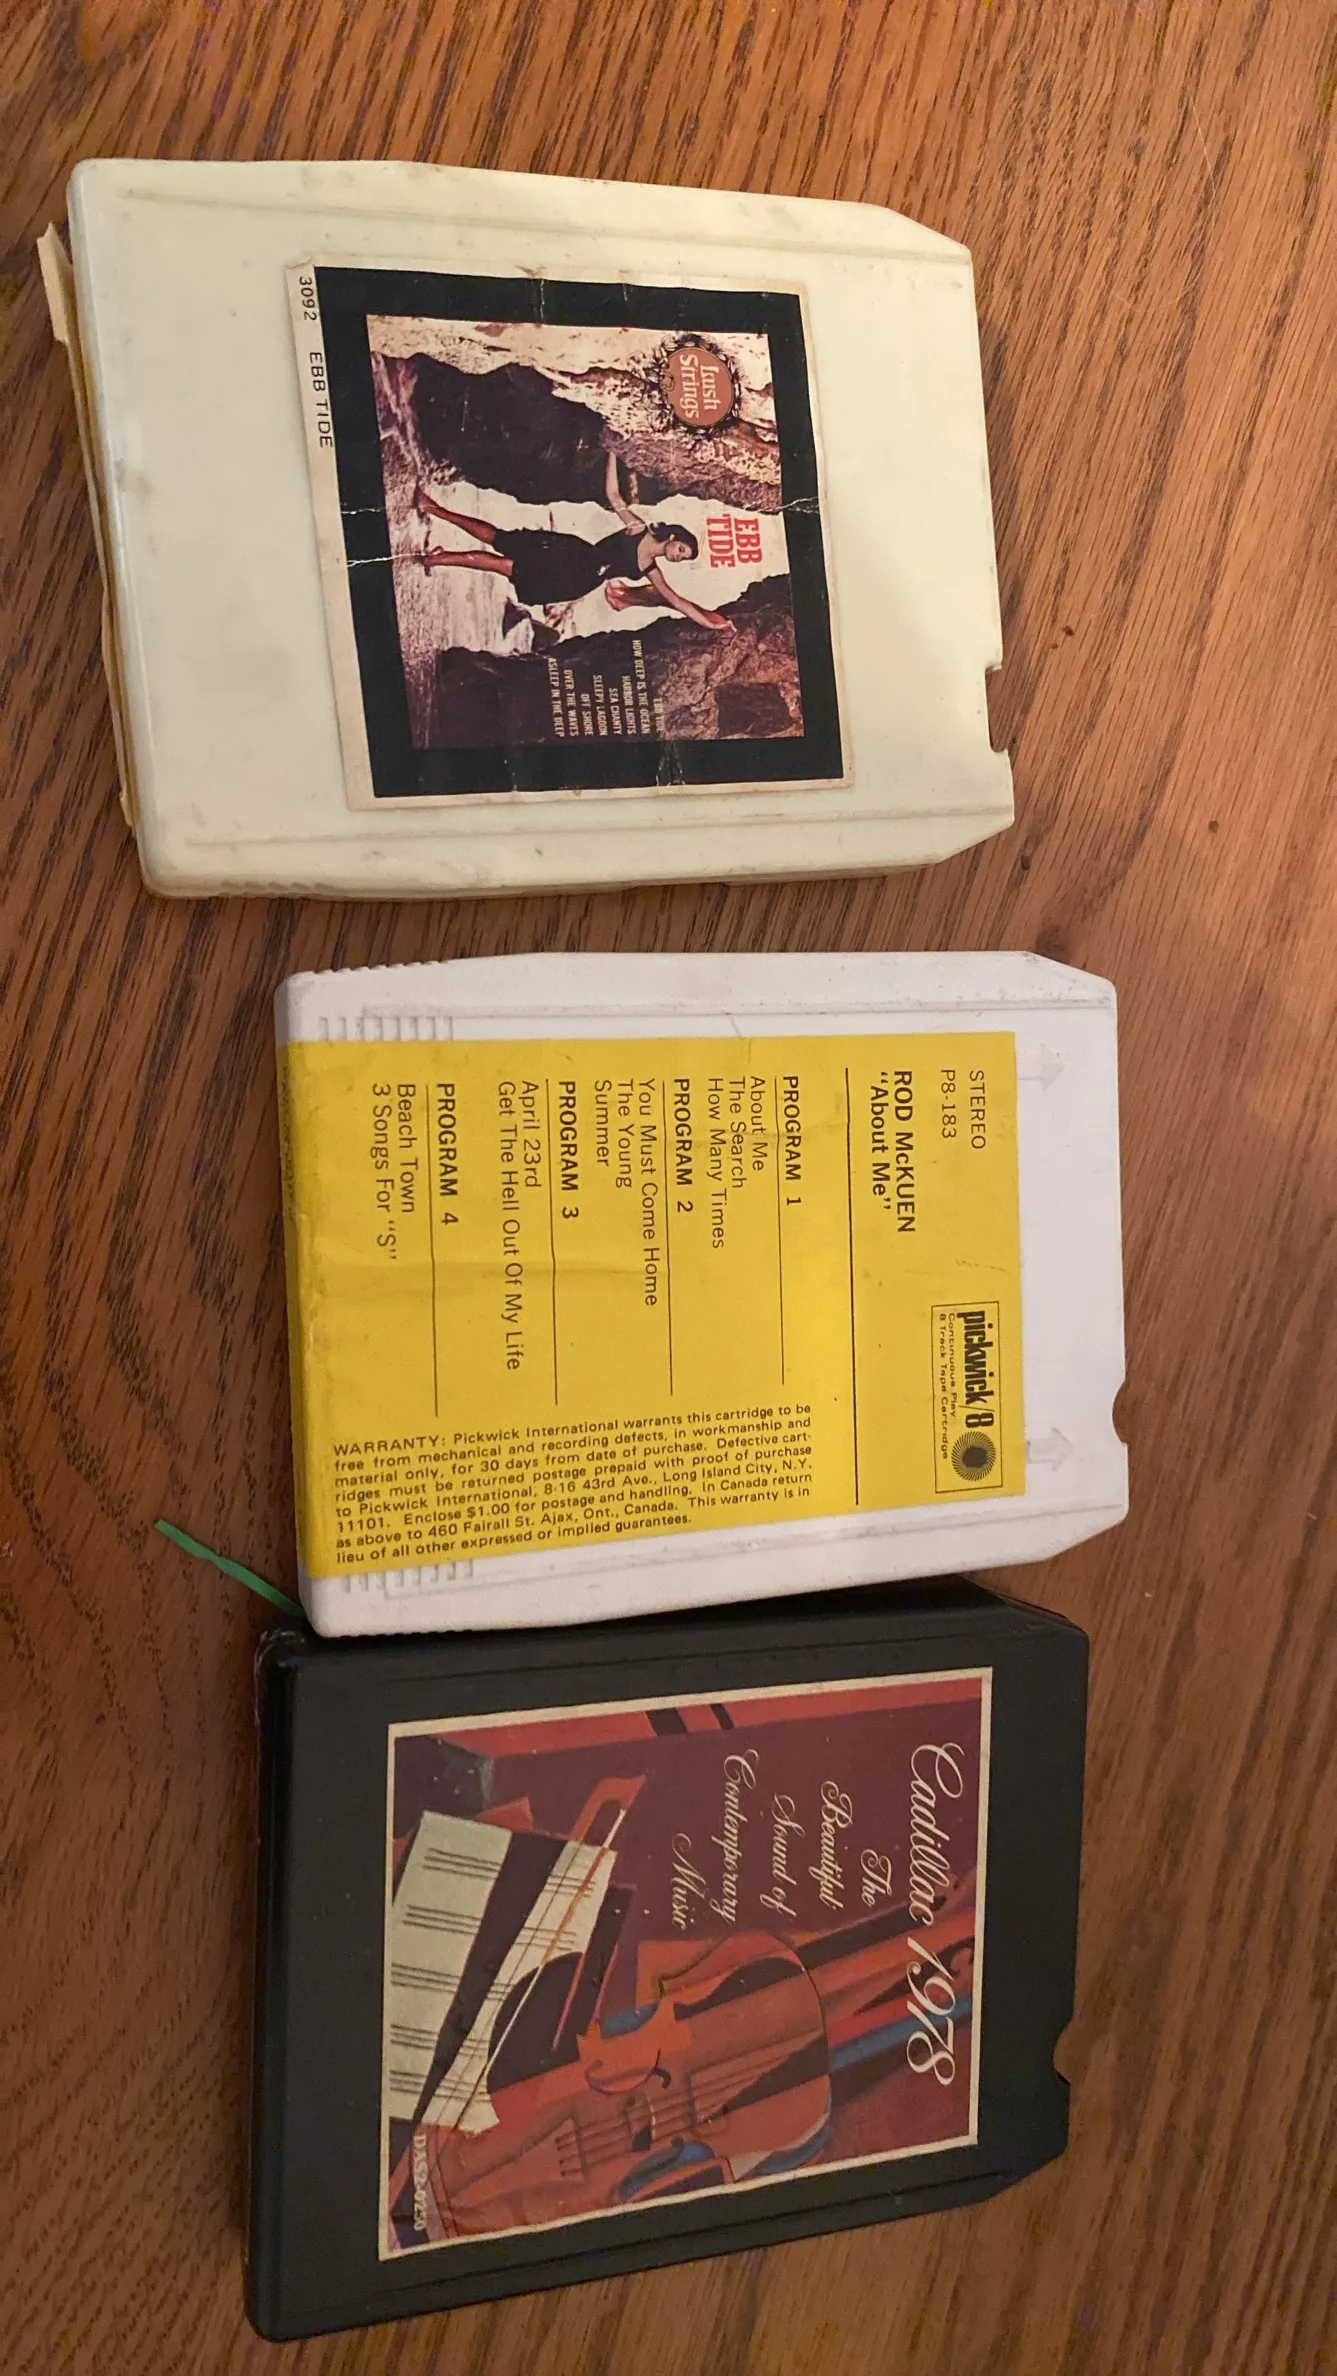 Lush
Strings
EBB
TIDE
EBB TIDE
HOW DEEP IS THE OCEAN
HARBOR LIGHTS
SEA CHANTY
SLEEPY LAGOON
OFF SHORE
OVER THE WAVES
ASLEEP IN THE DEEP
3092 EBB TIDE
STEREO
P8-183
pickwick/8
Continuous Play
8 Track Tape Cartridge
ROD McKUEN
"About Me"
PROGRAM 1
About Me
The Search
How Many Times
PROGRAM 2
You Must Come Home
The Young
Summer
PROGRAM 3
April 23rd
Get The Hell Out Of My Life
PROGRAM 4
Beach Town
3 Songs For "S"
WARRANTY: Pickwick International warrants this cartridge to be
free from mechanical and recording defects, in workmanship and
material only, for 30 days from date of purchase. Defective cart-
ridges must be returned postage prepaid with proof of purchase
to Pickwick International, 8-16 43rd Ave., Long Island City, N.Y.
11101. Enclose $1.00 for postage and handling. In Canada return
as above to 460 Fairall St. Ajax, Ont., Canada. This warranty is in
lieu of all other expressed or implied guarantees.
Cadillac 1978
The
Beautiful
Sound of
Contemporary
Music
DAS2-0250